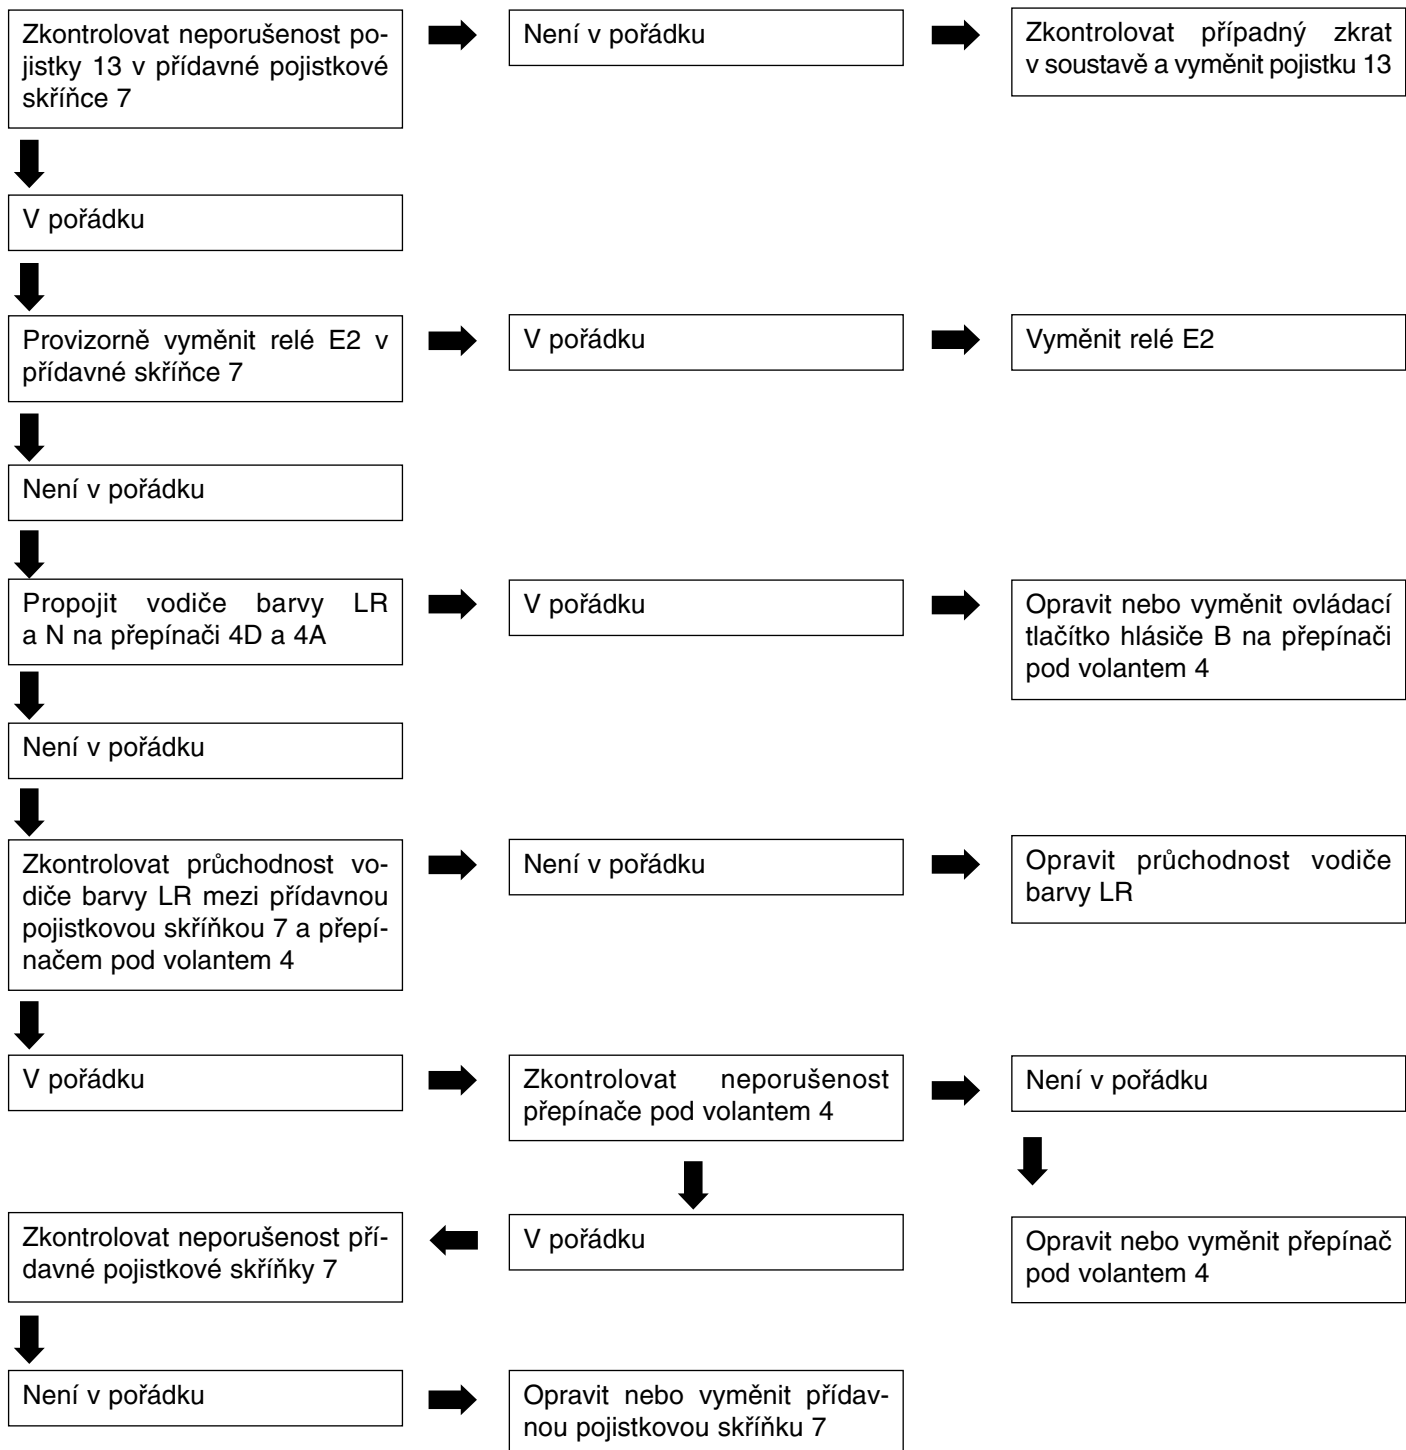 Zkontrolovat neporušenost po-
jistky 13 v přídavné pojistkové
skříňce 7
Není v pořádku
Zkontrolovat případný zkrat
v soustavě a vyměnit pojistku 13
V pořádku
Provizorně vyměnit relé E2 v
přídavné skříňce 7
V pořádku
Vyměnit relé E2
Není v pořádku
Propojit vodiče barvy LR
a N na přepínači 4D a 4A
V pořádku
Opravit nebo vyměnit ovládací
tlačítko hlásiče B na přepínači
pod volantem 4
Není v pořádku
Zkontrolovat průchodnost vo-
diče barvy LR mezi přídavnou
pojistkovou skříňkou 7 a přepí-
načem pod volantem 4
Není v pořádku
Opravit průchodnost vodiče
barvy LR
V pořádku
Zkontrolovat neporušenost
přepínače pod volantem 4
Není v pořádku
Zkontrolovat neporušenost pří-
davné pojistkové skříňky 7
V pořádku
Opravit nebo vyměnit přepínač
pod volantem 4
Není v pořádku
Opravit nebo vyměnit přídav-
nou pojistkovou skříňku 7